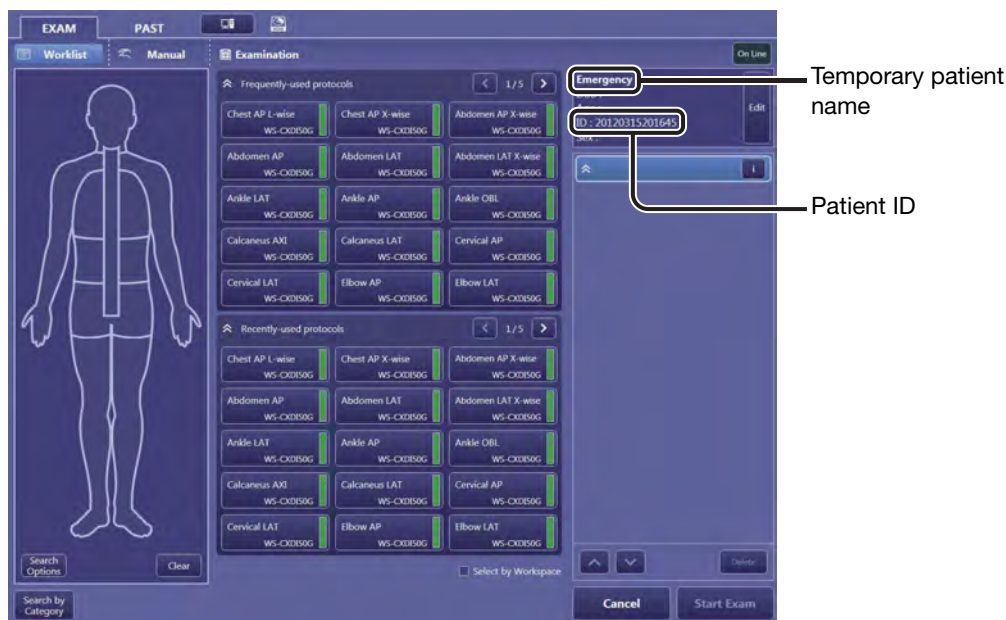 EXAM PAST
Worklist Manual Examination On Line
Frequently-used protocols < 1/5 >
Chest AP L-wise
WS-CXDI50G
Chest AP X-wise
WS-CXDI50G
Abdomen AP X-wise
WS-CXDI50G
Abdomen AP
WS-CXDI50G
Abdomen LAT
WS-CXDI50G
Abdomen LAT X-wise
WS-CXDI50G
Ankle LAT
WS-CXDI50G
Ankle AP
WS-CXDI50G
Ankle OBL
WS-CXDI50G
Calcaneus AXI
WS-CXDI50G
Calcaneus LAT
WS-CXDI50G
Cervical AP
WS-CXDI50G
Cervical LAT
WS-CXDI50G
Elbow AP
WS-CXDI50G
Elbow LAT
WS-CXDI50G
Recently-used protocols < 1/5 >
Chest AP L-wise
WS-CXDI50G
Chest AP X-wise
WS-CXDI50G
Abdomen AP X-wise
WS-CXDI50G
Abdomen AP
WS-CXDI50G
Abdomen LAT
WS-CXDI50G
Abdomen LAT X-wise
WS-CXDI50G
Ankle LAT
WS-CXDI50G
Ankle AP
WS-CXDI50G
Ankle OBL
WS-CXDI50G
Calcaneus AXI
WS-CXDI50G
Calcaneus LAT
WS-CXDI50G
Cervical AP
WS-CXDI50G
Cervical LAT
WS-CXDI50G
Elbow AP
WS-CXDI50G
Elbow LAT
WS-CXDI50G
Select by Workspace
Search
Options
Clear
Search by
Category
Emergency
ID : 20120315201645
Sex :
Edit
i
Delete
Cancel Start Exam
Temporary patient
name
Patient ID